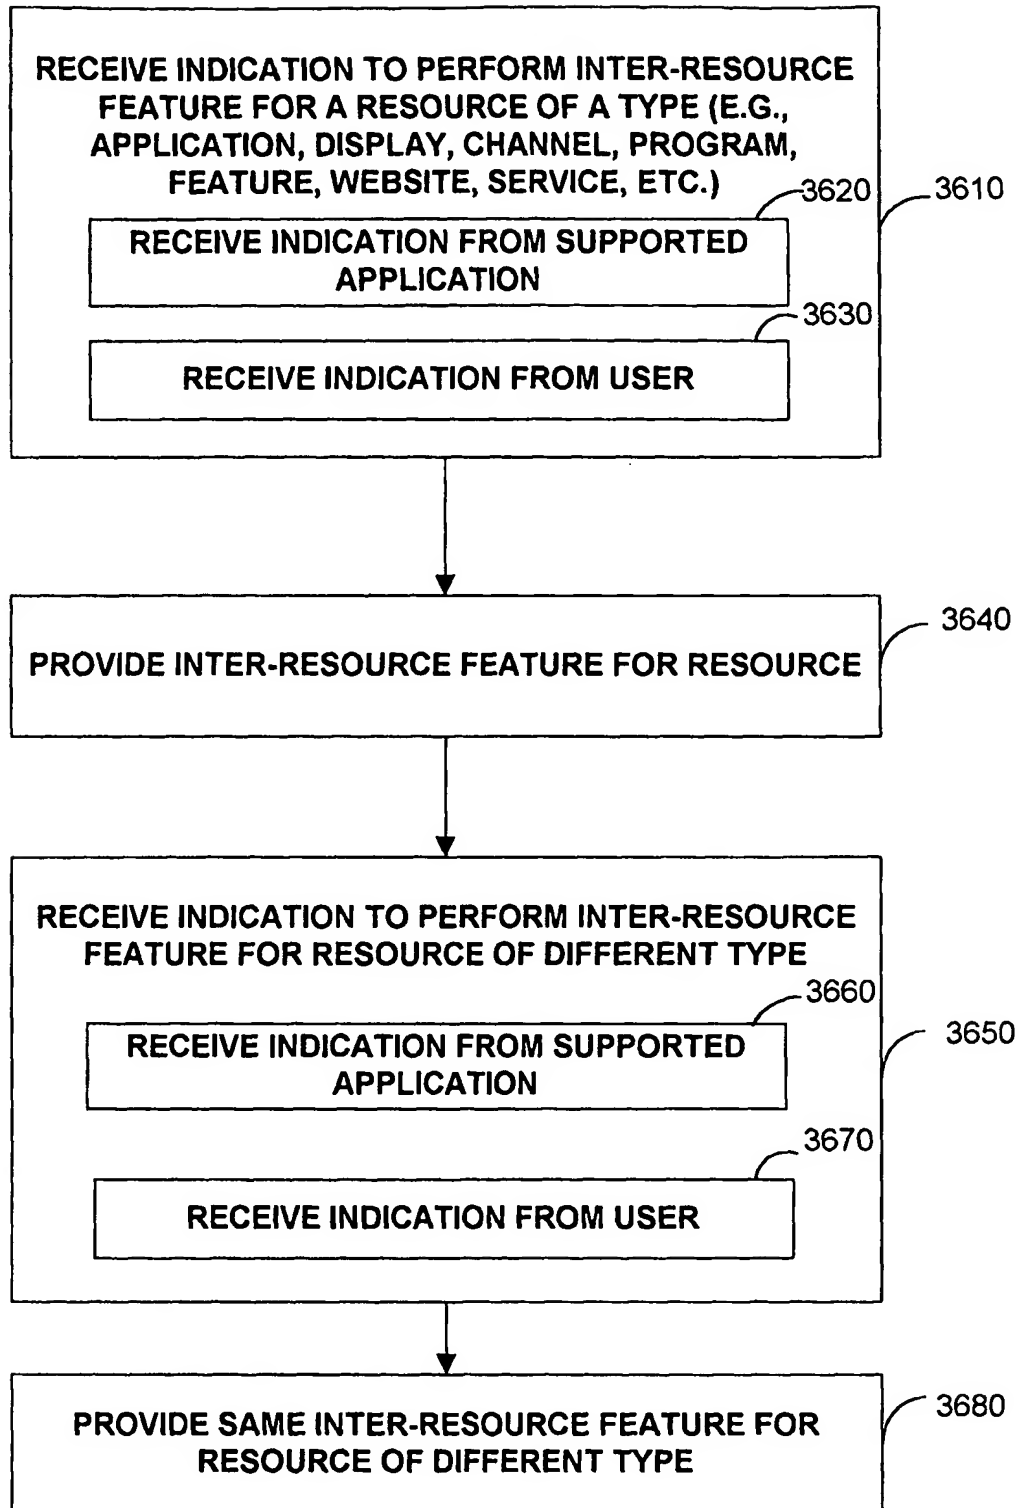 RECEIVE INDICATION TO PERFORM INTER-RESOURCE
FEATURE FOR A RESOURCE OF A TYPE (E.G.,
APPLICATION, DISPLAY, CHANNEL, PROGRAM,
FEATURE, WEBSITE, SERVICE, ETC.)
3620
3610
RECEIVE INDICATION FROM SUPPORTED
APPLICATION
3630
RECEIVE INDICATION FROM USER
3640
PROVIDE INTER-RESOURCE FEATURE FOR RESOURCE
RECEIVE INDICATION TO PERFORM INTER-RESOURCE
FEATURE FOR RESOURCE OF DIFFERENT TYPE
3660
3650
RECEIVE INDICATION FROM SUPPORTED
APPLICATION
3670
RECEIVE INDICATION FROM USER
3680
PROVIDE SAME INTER-RESOURCE FEATURE FOR
RESOURCE OF DIFFERENT TYPE